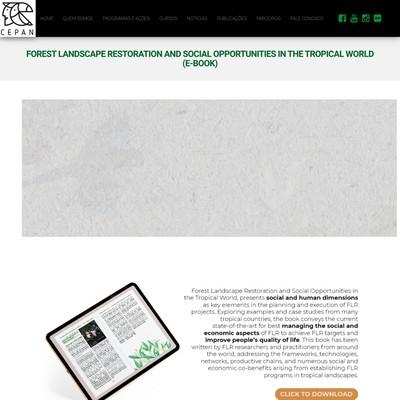 CEPAN
HOME QUEM SOMOS PROGRAMAS E AÇÕES CURSOS NOTÍCIAS PUBLICAÇÕES PARCEIROS FALE CONOSCO
FOREST LANDSCAPE RESTORATION AND SOCIAL OPPORTUNITIES IN THE TROPICAL WORLD
(E-BOOK)
Forest Landscape Restoration and Social Opportunities in
the Tropical World, presents social and human dimensions
as key elements in the planning and execution of FLR
projects. Exploring examples and case studies from many
tropical countries, the book conveys the current
state-of-the-art for best managing the social and
economic aspects of FLR to achieve FLR targets and
improve people's quality of life. This book has been
written by FLR researchers and practitioners from around
the world, addressing the frameworks, technologies,
networks, productive chains, and numerous social and
economic co-benefits arising from establishing FLR
programs in tropical landscapes.
CLICK TO DOWNLOAD